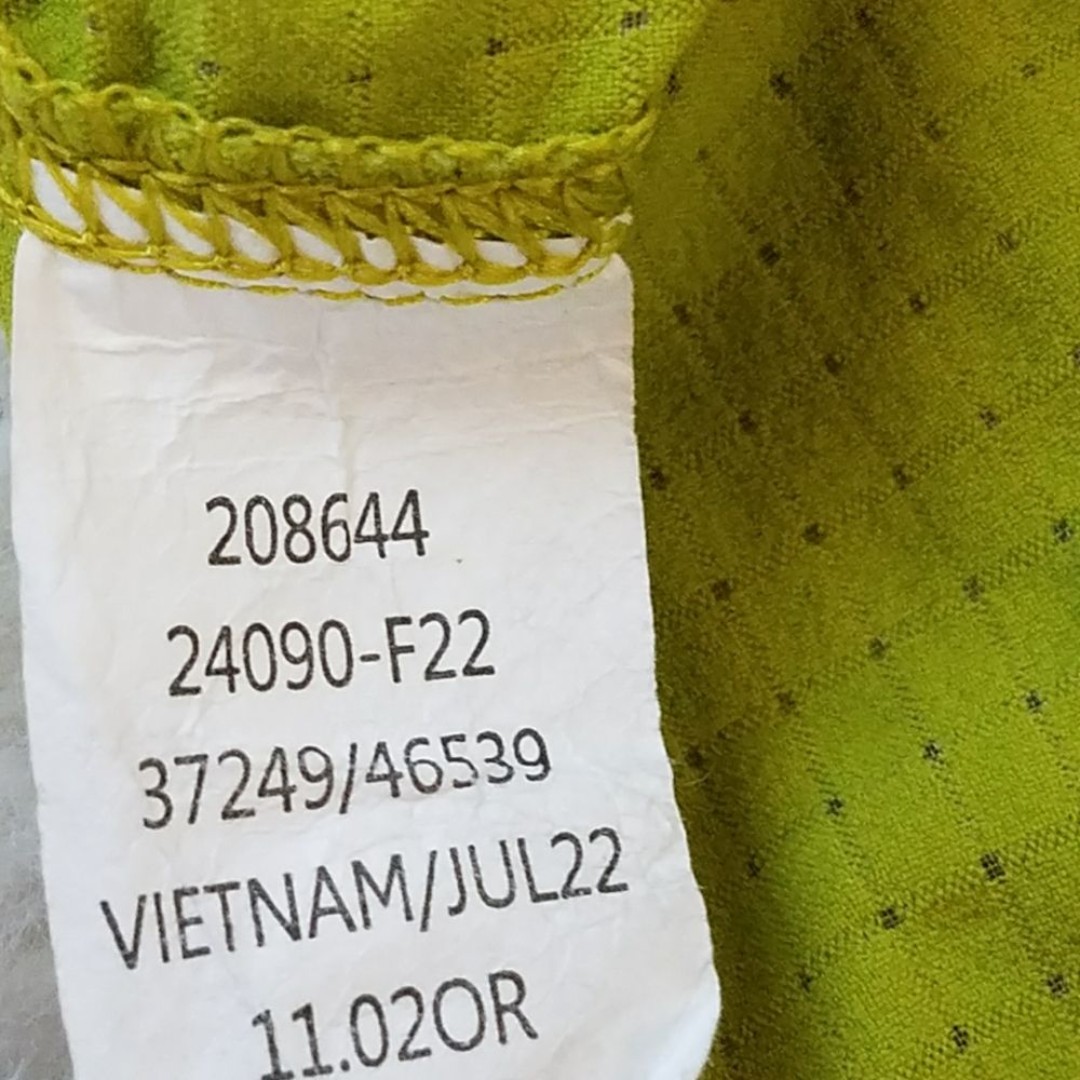 208644
24090-F22
37249/46539
VIETNAM/JUL22
11.02OR